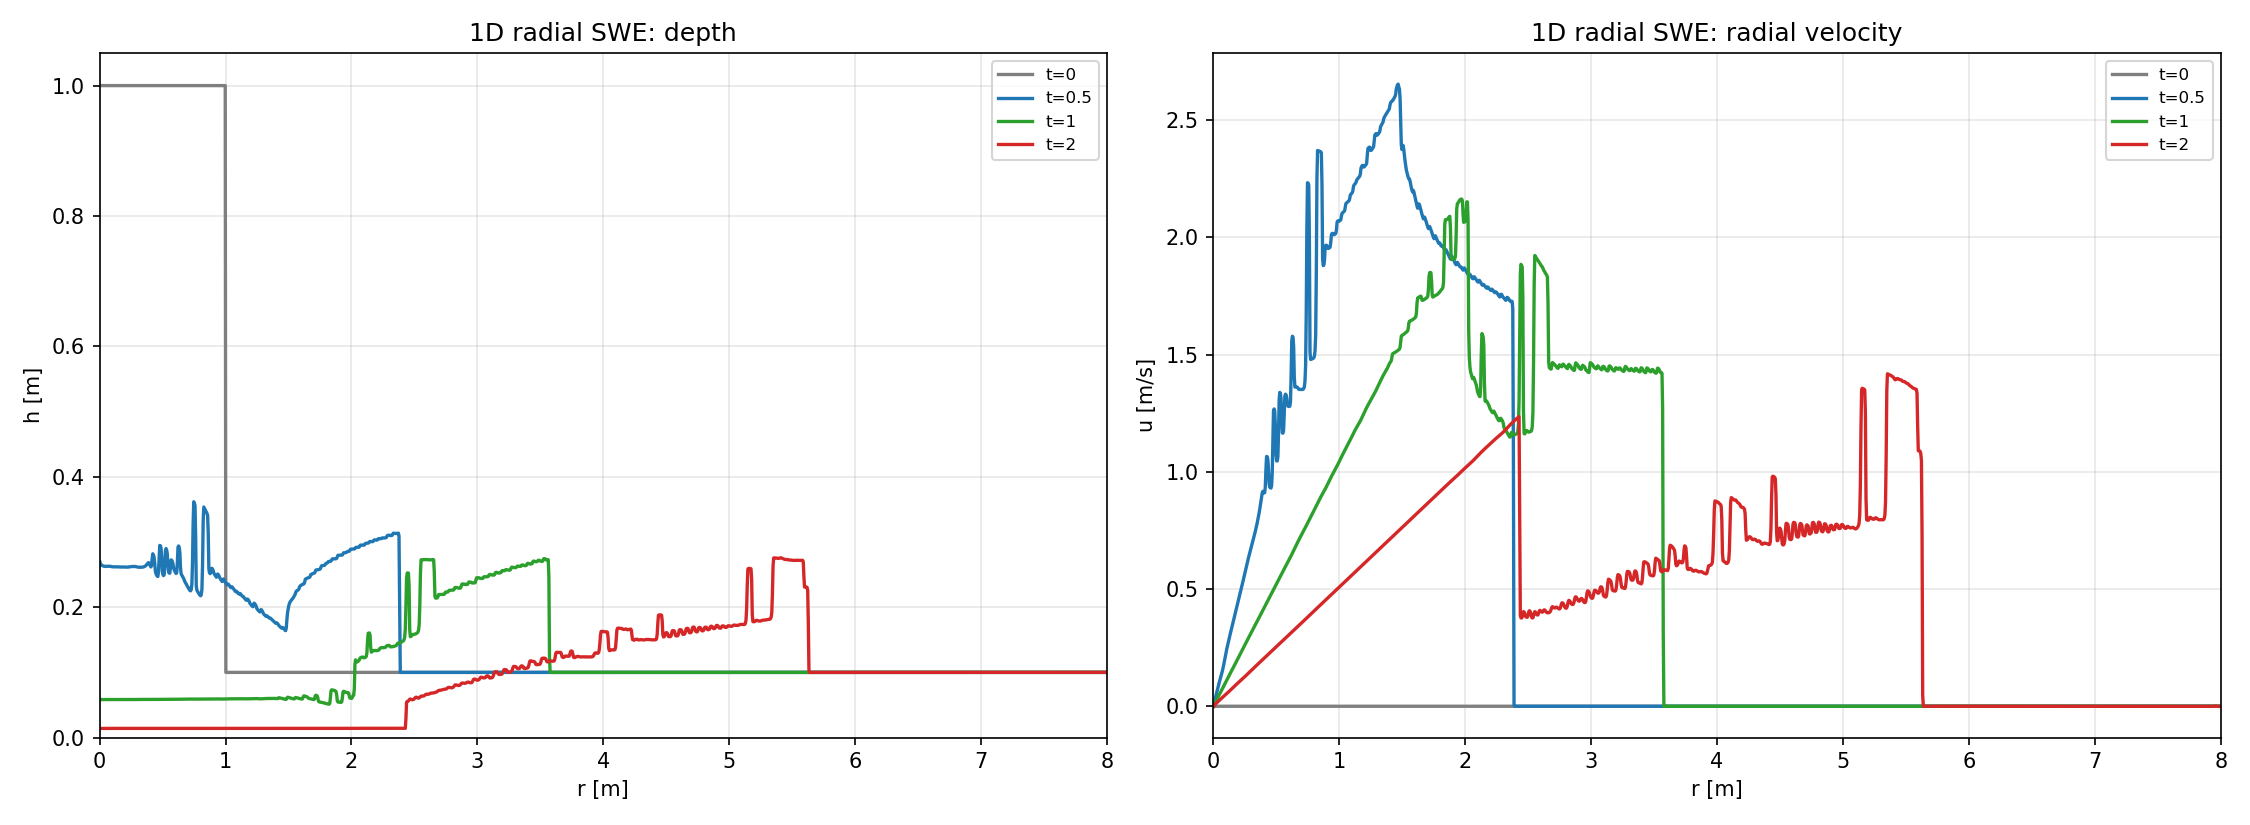 1D radial SWE: depth
h [m]
1.0
0.8
0.6
0.4
0.2
0.0
0 1 2 3 4 5 6 7 8
r [m]
t=0
t=0.5
t=1
t=2
1D radial SWE: radial velocity
u [m/s]
2.5
2.0
1.5
1.0
0.5
0.0
0 1 2 3 4 5 6 7 8
r [m]
t=0
t=0.5
t=1
t=2